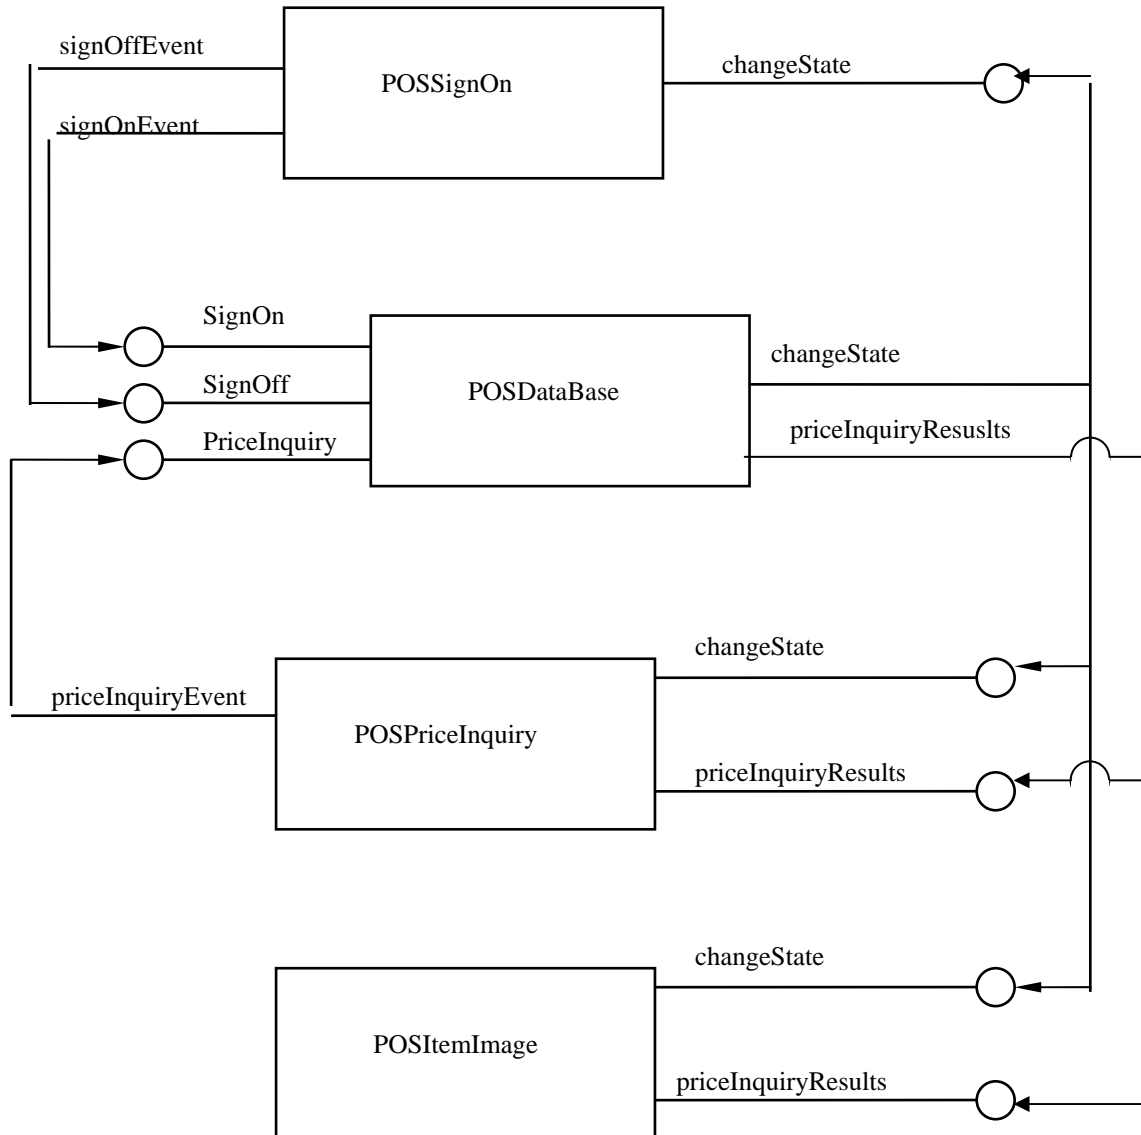 signOffEvent
POSSignOn
changeState
signOnEvent
SignOn
SignOff
PriceInquiry
POSDataBase
changeState
priceInquiryResuslts
priceInquiryEvent
POSPriceInquiry
changeState
priceInquiryResults
POSItemImage
changeState
priceInquiryResults